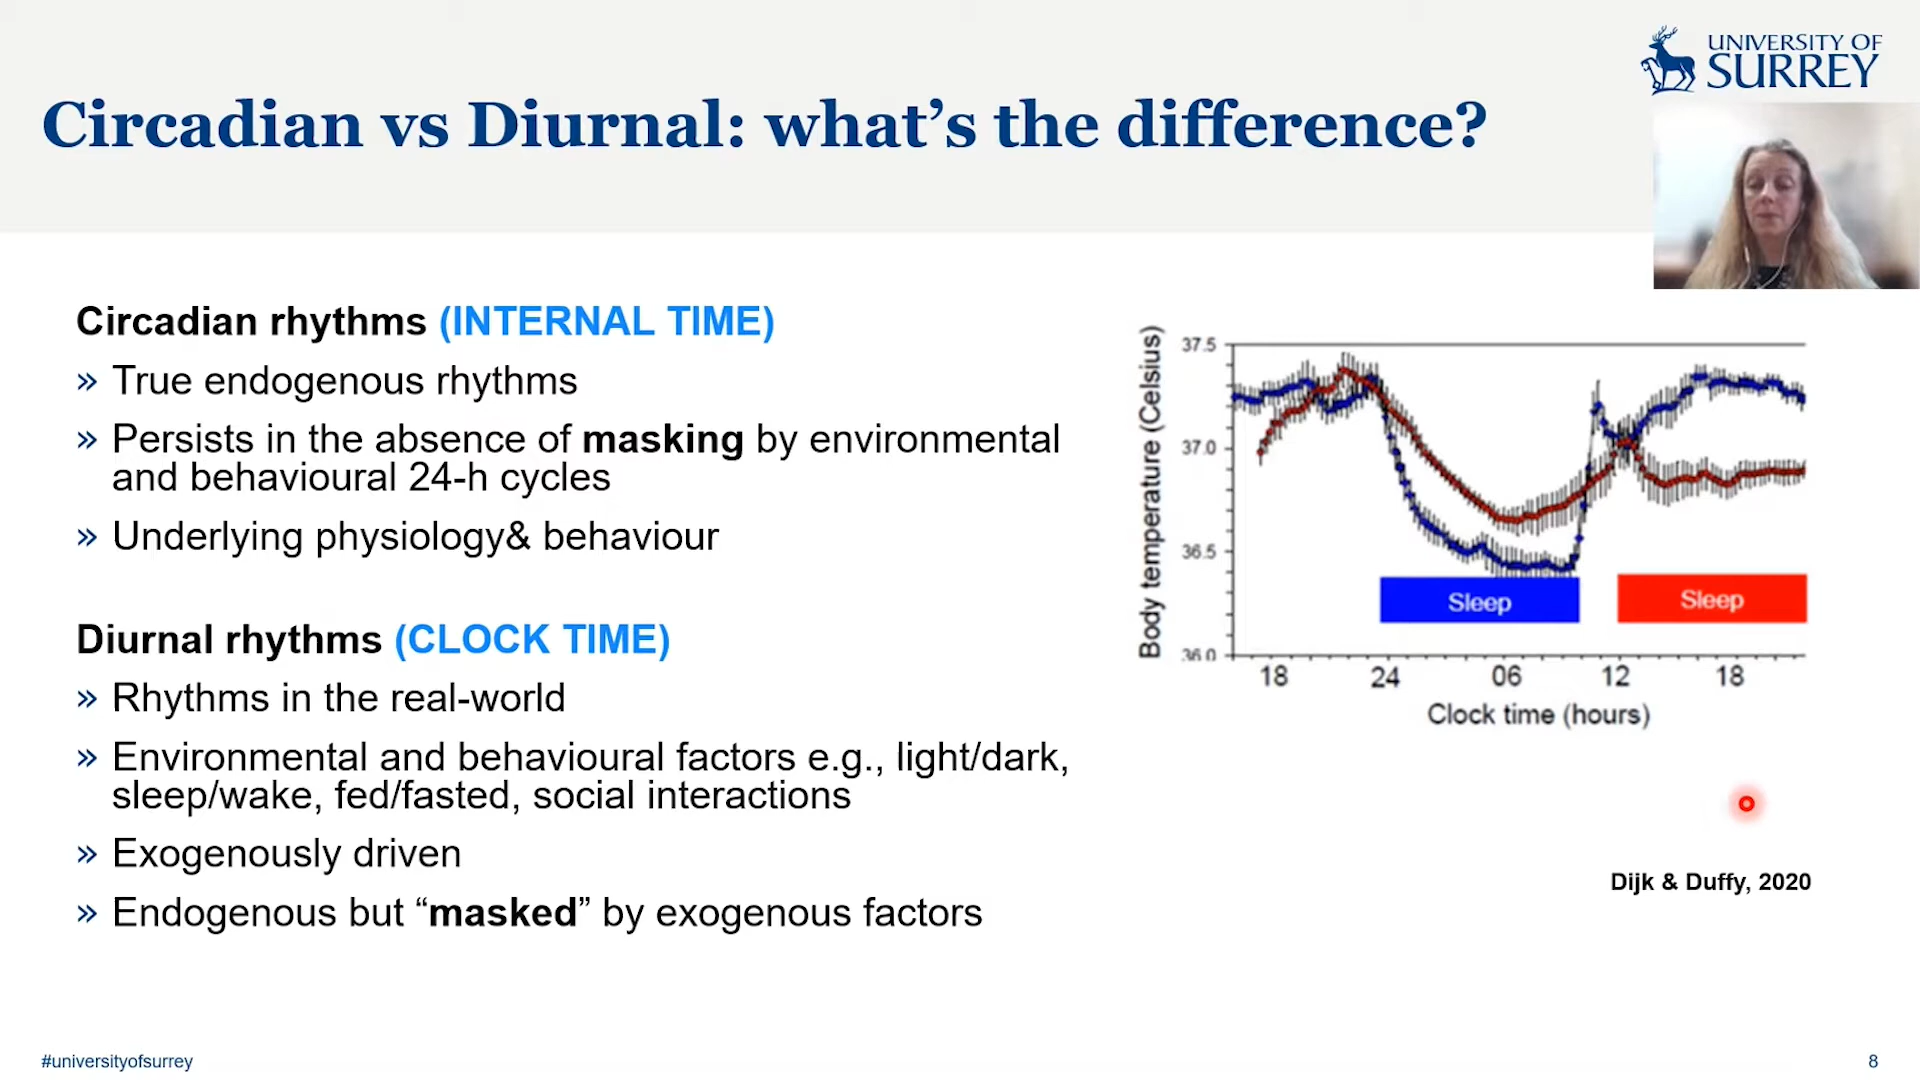 UNIVERSITY OF
SURREY
Circadian vs Diurnal: what's the difference?
Circadian rhythms (INTERNAL TIME)
» True endogenous rhythms
» Persists in the absence of masking by environmental
and behavioural 24-h cycles
» Underlying physiology& behaviour
Diurnal rhythms (CLOCK TIME)
» Rhythms in the real-world
» Environmental and behavioural factors e.g., light/dark,
sleep/wake, fed/fasted, social interactions
» Exogenously driven
» Endogenous but “masked” by exogenous factors
Body temperature (Celsius)
37.5
37.0
36.5
36.0
Sleep
Sleep
18 24 06 12 18
Clock time (hours)
Dijk & Duffy, 2020
#universityofsurrey
8